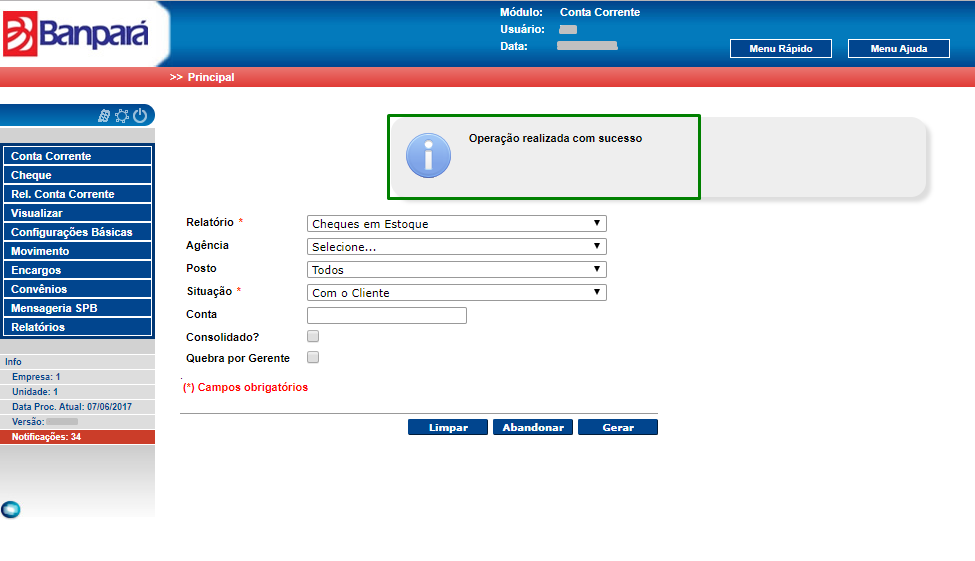 Banpará
Módulo: Conta Corrente
Usuário:
Data:
Menu Rápido
Menu Ajuda
>> Principal
Operação realizada com sucesso
Conta Corrente
Cheque
Rel. Conta Corrente
Visualizar
Configurações Básicas
Movimento
Encargos
Convênios
Mensageria SPB
Relatórios
Info
Empresa: 1
Unidade: 1
Data Proc. Atual: 07/06/2017
Versão:
Notificações: 34
Relatório * Cheques em Estoque
Agência Selecione...
Posto Todos
Situação * Com o Cliente
Conta
Consolidado?
Quebra por Gerente
(*) Campos obrigatórios
Limpar
Abandonar
Gerar